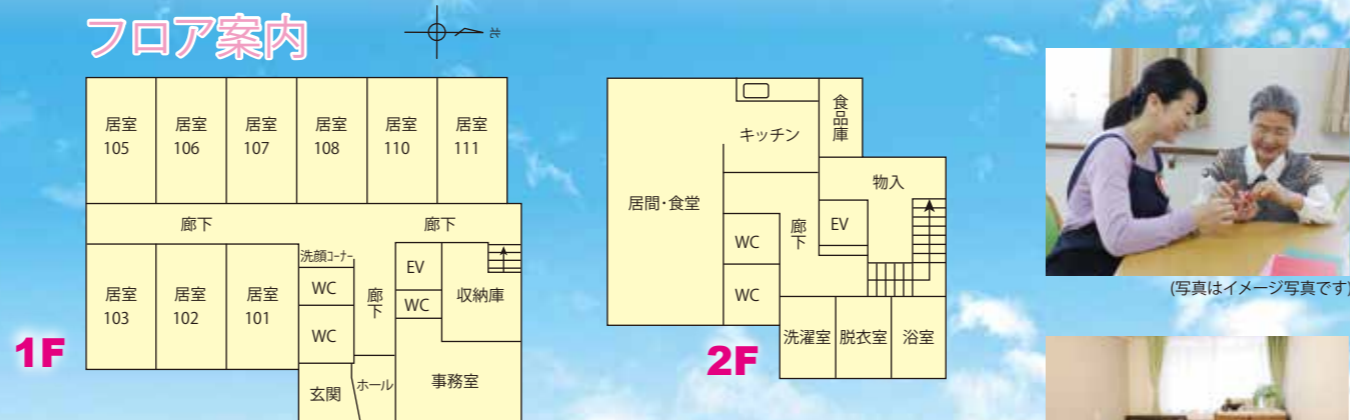 フロア案内
北
居室
105
居室
106
居室
107
居室
108
居室
110
居室
111
廊下
廊下
居室
103
居室
102
居室
101
洗顔コーナー
WC
WC
廊下
EV
WC
収納庫
玄関
ホール
事務室
1F
キッチン
食品庫
居間・食堂
物入
WC
WC
廊下
EV
洗濯室
脱衣室
浴室
2F
(写真はイメージ写真です)